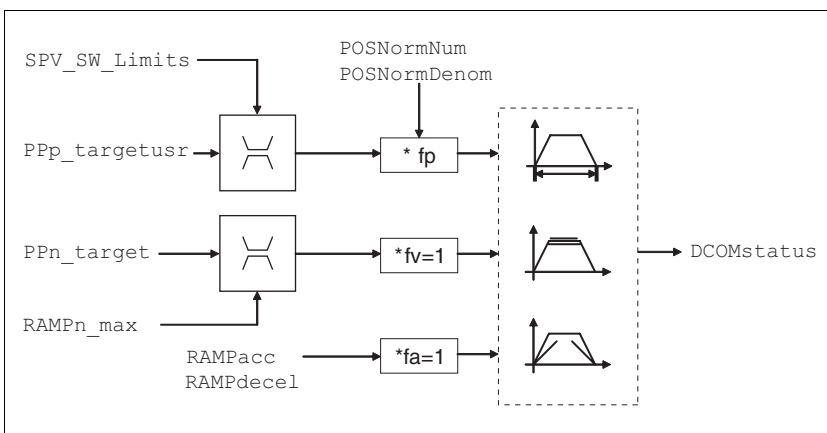 POSNormNum
POSNormDenom
SPV_SW_Limits
PPp_targetusr
* fp
PPn_target
*fv=1
DCOMstatus
RAMPn_max
RAMPacc
RAMPdecel
*fa=1